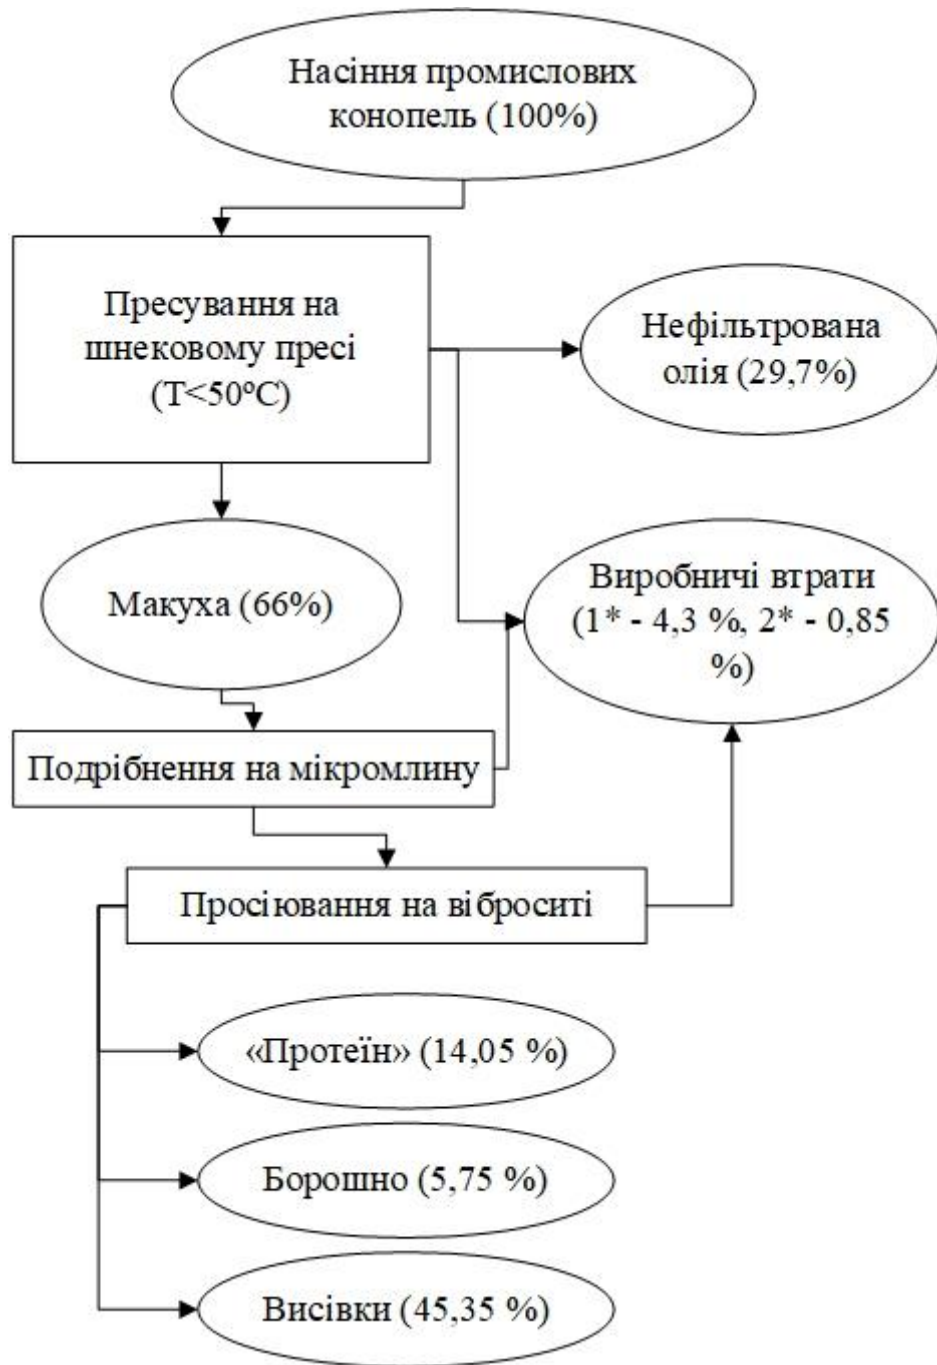 Насіння промислових
конопель (100%)
Пресування на
шнековому пресі
(Т<50ºС)
Нефільтрована
олія (29,7%)
Макуха (66%)
Виробничі втрати
(1* - 4,3 %, 2* - 0,85
%)
Подрібнення на мікромлину
Просіювання на віброситі
«Протеїн» (14,05 %)
Борошно (5,75 %)
Висівки (45,35 %)